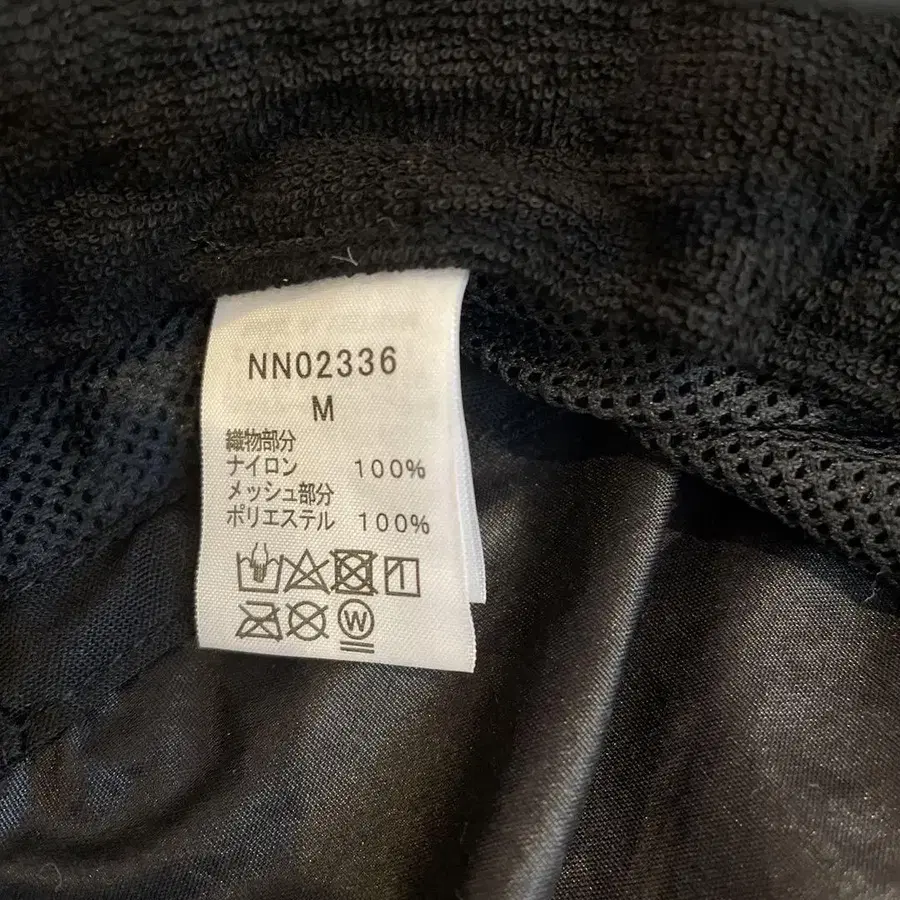 NN02336
M
織物部分
ナイロン 100%
メッシュ部分
ポリエステル 100%
W